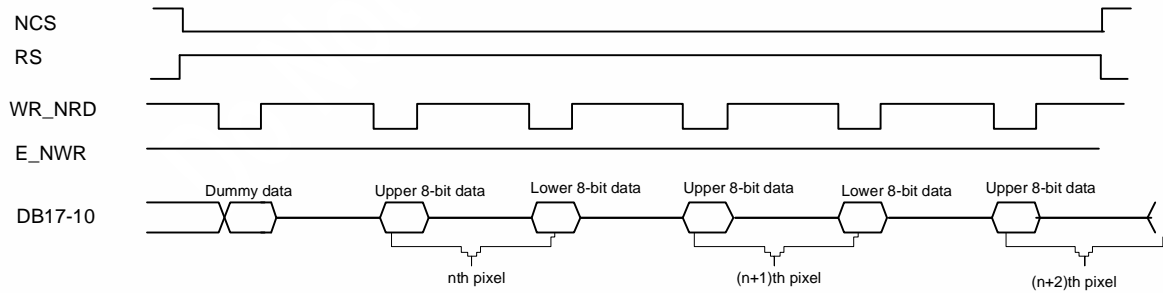 NCS
RS
WR_NRD
E_NWR
DB17-10
Dummy data
Upper 8-bit data
Lower 8-bit data
Upper 8-bit data
Lower 8-bit data
Upper 8-bit data
nth pixel
(n+1)th pixel
(n+2)th pixel